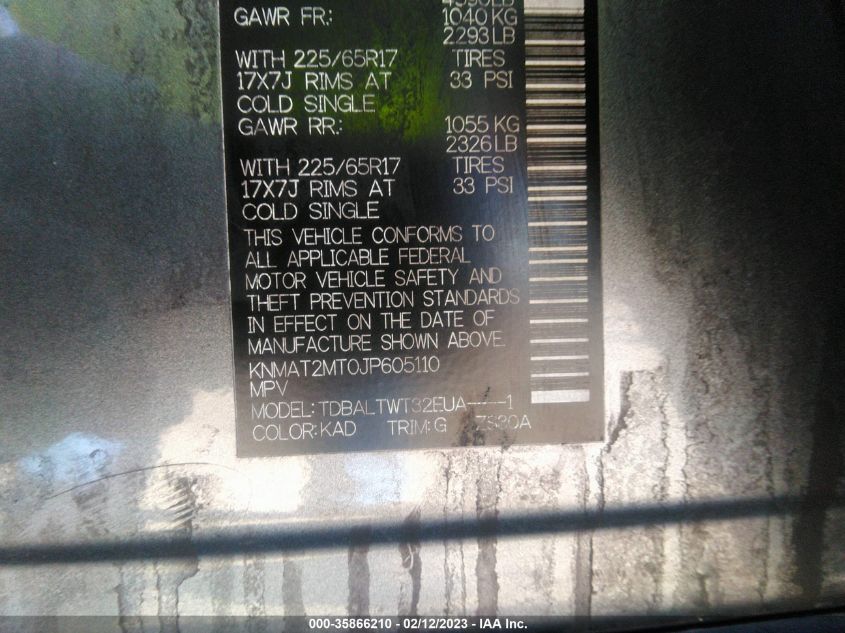 GAWR FR.: 1040 KG
2293 LB
WITH 225/65R17 TIRES
17X7J RIMS AT 33 PSI
COLD SINGLE
GAWR RR.: 1055 KG
2326 LB
WITH 225/65R17 TIRES
17X7J RIMS AT 33 PSI
COLD SINGLE
THIS VEHICLE CONFORMS TO
ALL APPLICABLE FEDERAL
MOTOR VEHICLE SAFETY AND
THEFT PREVENTION STANDARDS
IN EFFECT ON THE DATE OF
MANUFACTURE SHOWN ABOVE.
KNMAT2MT0JP605110
MPV
MODEL: TDBALTWT32EUA----1
COLOR: KAD TRIM: G
000-35866210 - 02/12/2023 - IAA Inc.